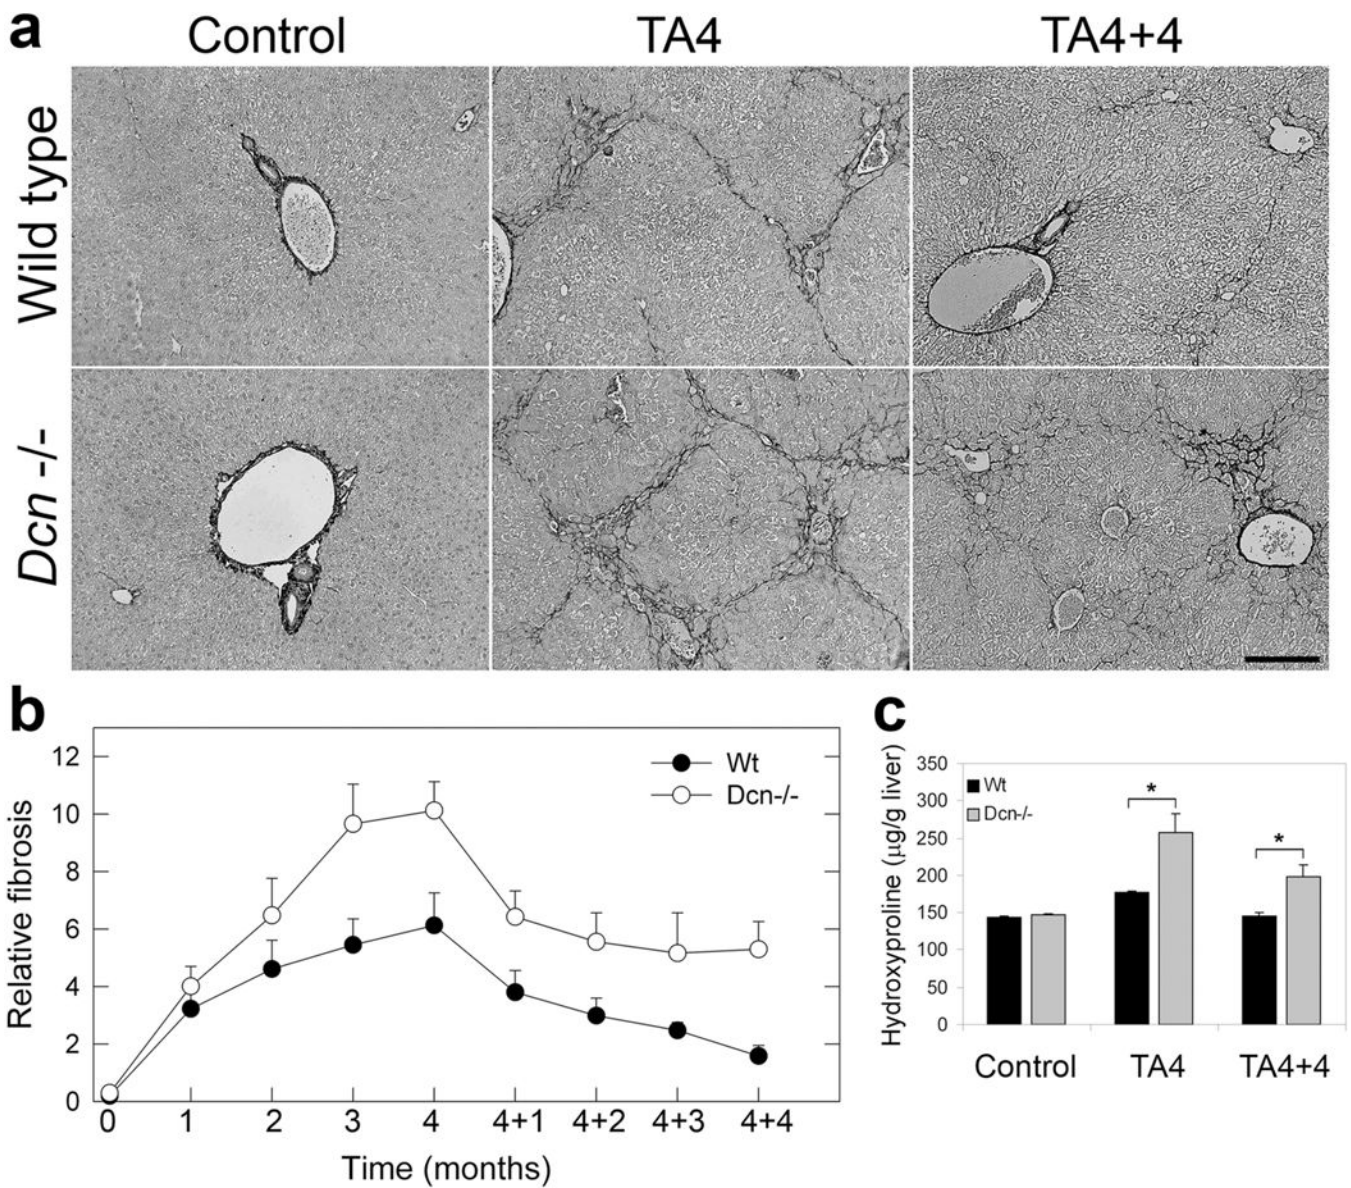 a
Control
TA4
TA4+4
Wild type
Dcn -/-
b
Relative fibrosis
12
10
8
6
4
2
0
Wt
Dcn-/-
0 1 2 3 4 4+1 4+2 4+3 4+4
Time (months)
c
Hydroxyproline (µg/g liver)
350
300
250
200
150
100
50
0
Wt
Dcn-/-
*
*
Control TA4 TA4+4